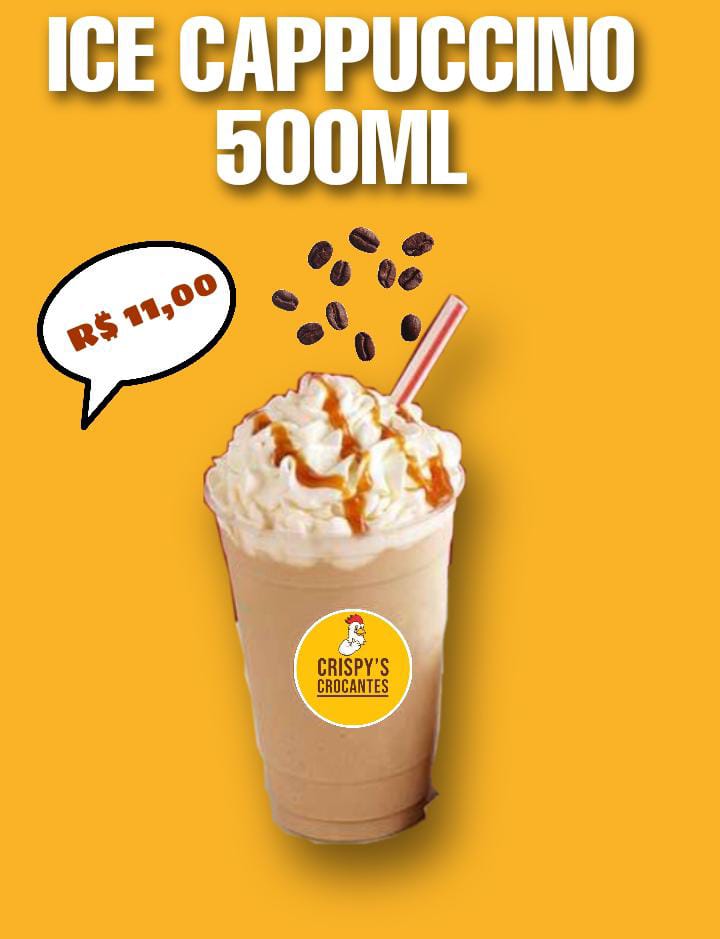 ICE CAPPUCCINO
500ML
R$ 11,00
CRISPY'S
CROCANTES